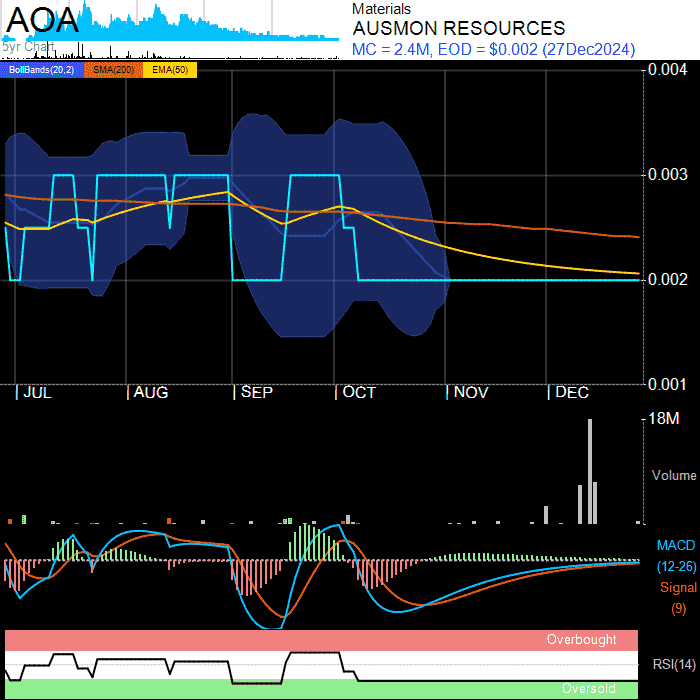 AOA
5yr Chart
Materials
AUSMON RESOURCES
MC = 2.4M, EOD = $0.002 (27Dec2024)
BollBands(20,2) SMA(200) EMA(50)
0.004
0.003
0.002
0.001
JUL AUG SEP OCT NOV DEC
18M
Volume
MACD
(12-26)
Signal
(9)
Overbought
RSI(14)
Oversold